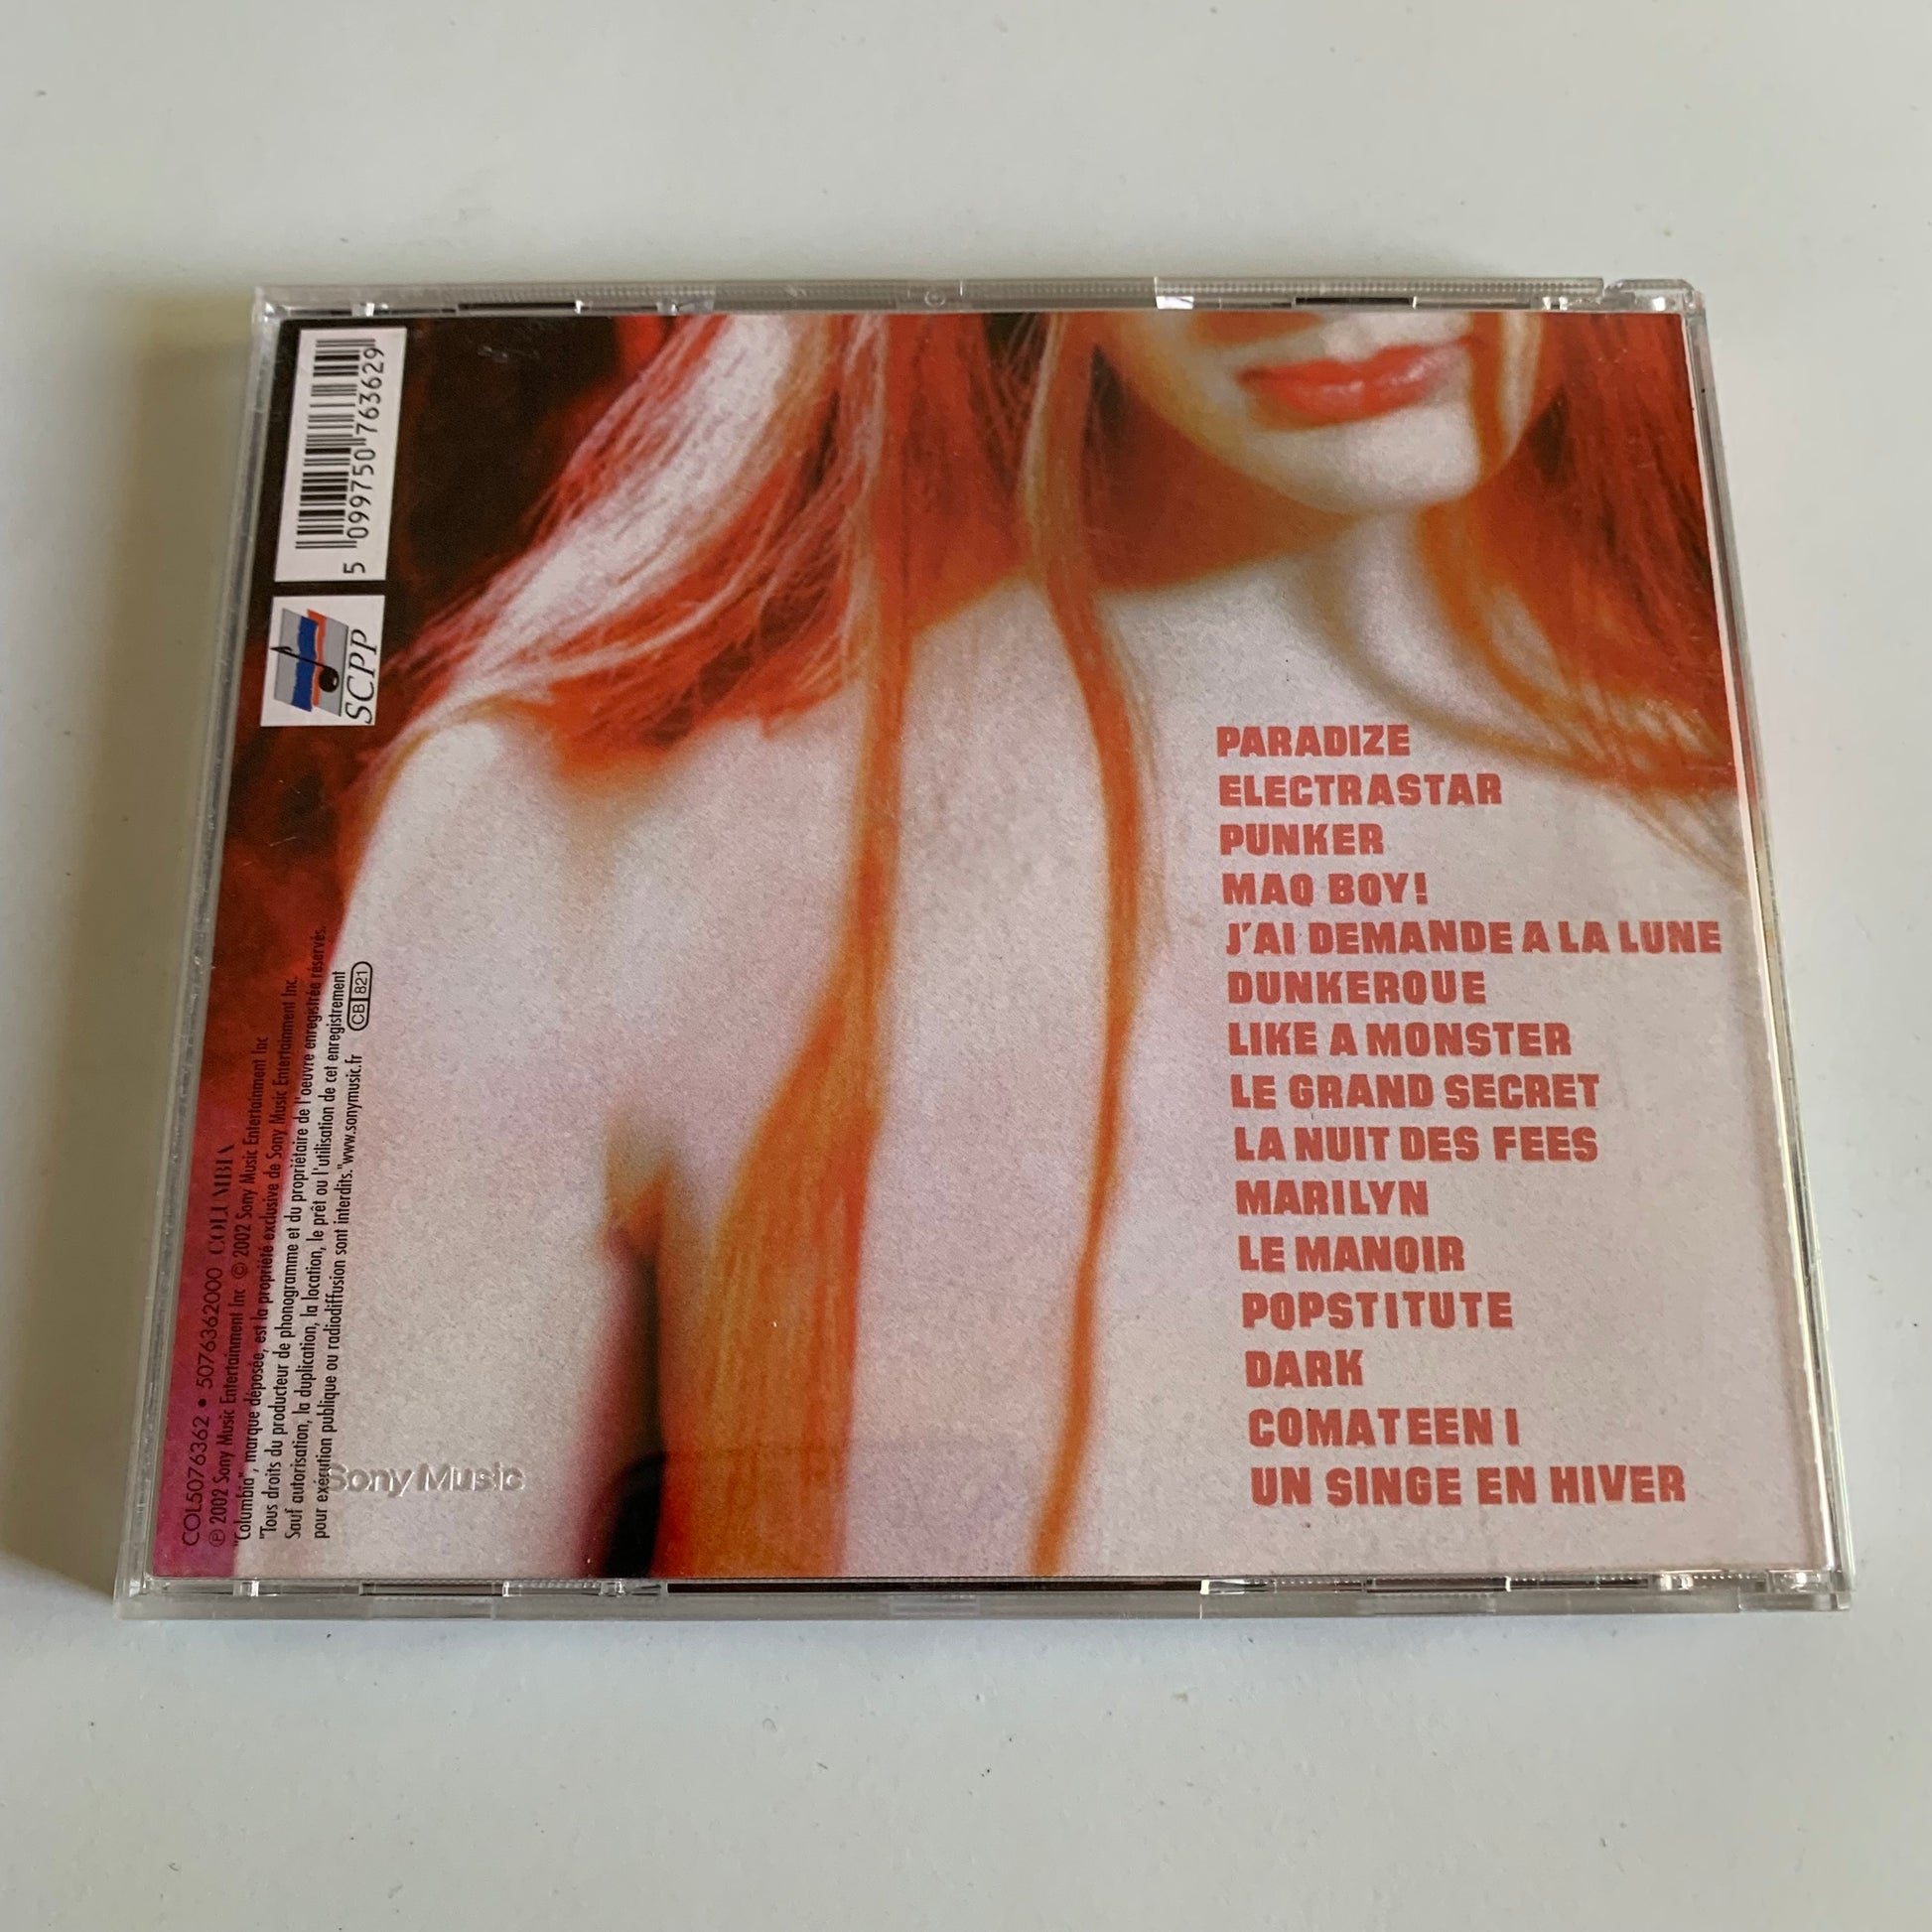 5 099750 763629
SCPP
PARADIZE
ELECTRASTAR
PUNKER
MAO BOY!
J'AI DEMANDE A LA LUNE
DUNKERQUE
LIKE A MONSTER
LE GRAND SECRET
LA NUIT DES FEES
MARILYN
LE MANOIR
POPSTITUTE
DARK
COMATEEN I
UN SINGE EN HIVER
COL5076362 • 5076362000 COLUMBIA
℗ 2002 Sony Music Entertainment Inc © 2002 Sony Music Entertainment Inc
"Columbia", marque déposée, est la propriété exclusive de Sony Music Entertainment Inc.
"Tous droits du producteur de phonogramme et du propriétaire de l'oeuvre enregistrée réservés.
Sauf autorisation, la duplication, la location, le prêt ou l'utilisation de cet enregistrement
pour exécution publique ou radiodiffusion sont interdits."www.sonymusic.fr CB 821
Sony Music